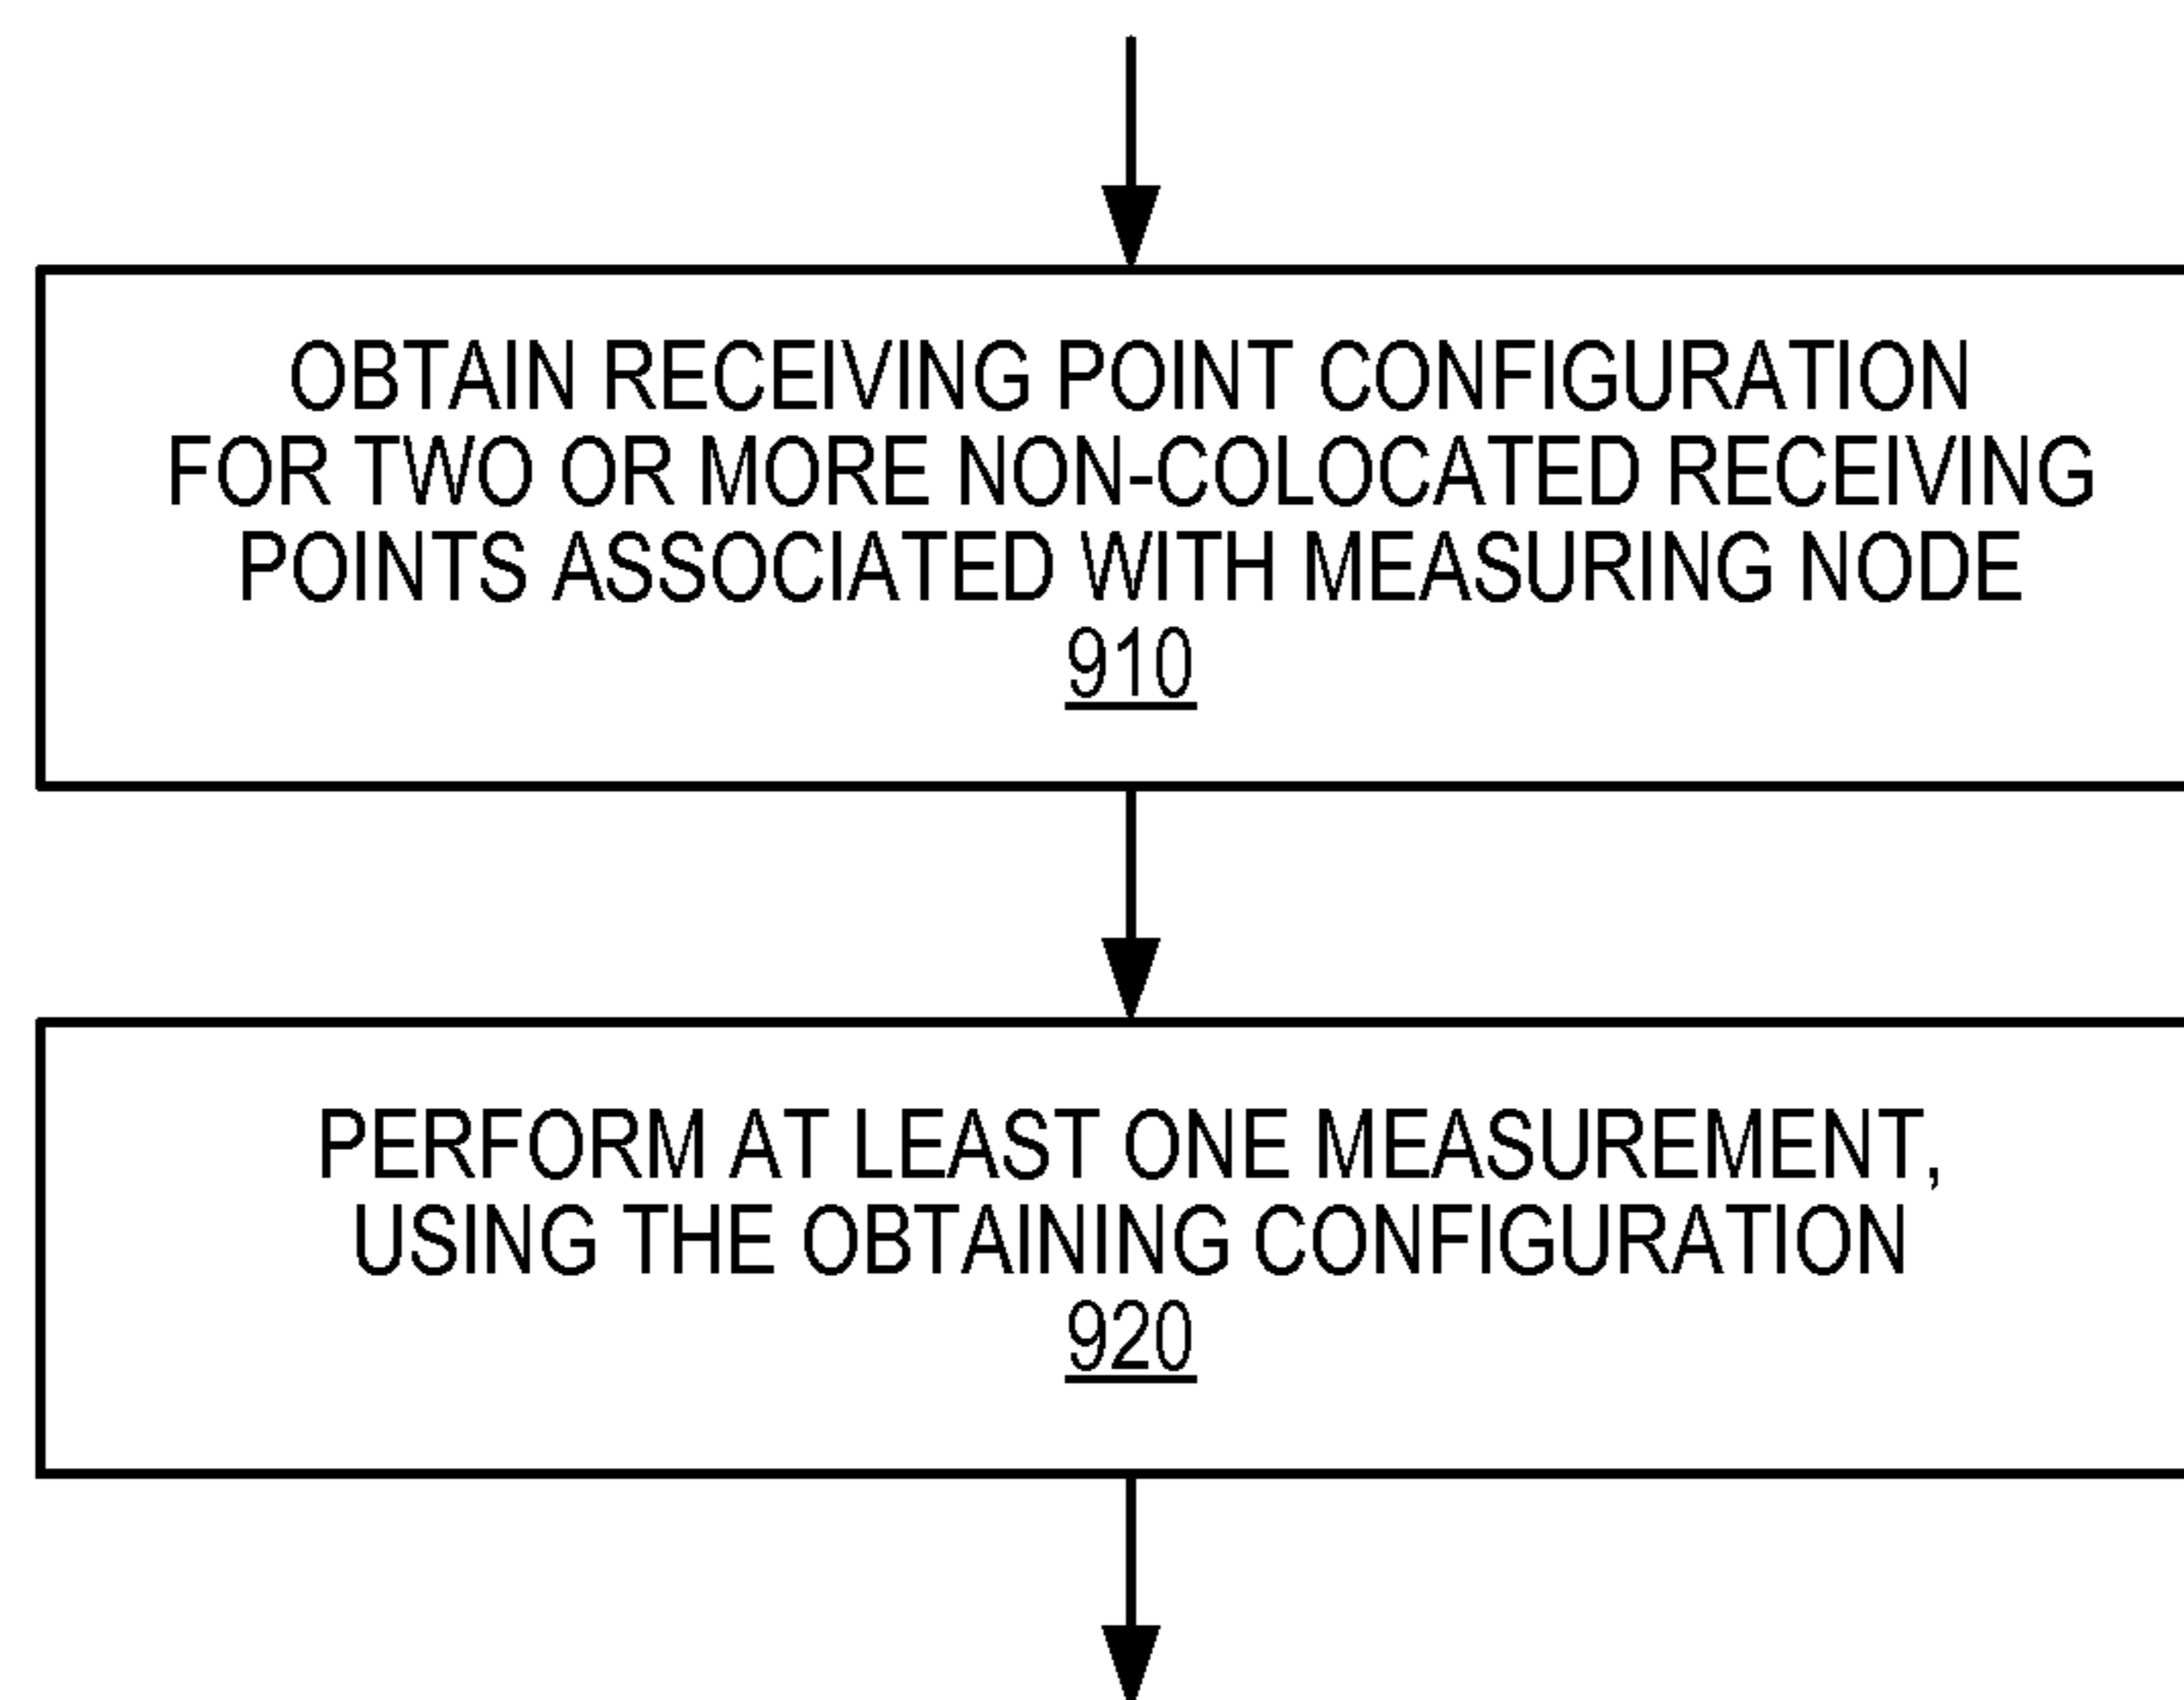 OBTAIN RECEIVING POINT CONFIGURATION
FOR TWO OR MORE NON-COLOCATED RECEIVING
POINTS ASSOCIATED WITH MEASURING NODE
910
PERFORM AT LEAST ONE MEASUREMENT,
USING THE OBTAINING CONFIGURATION
920